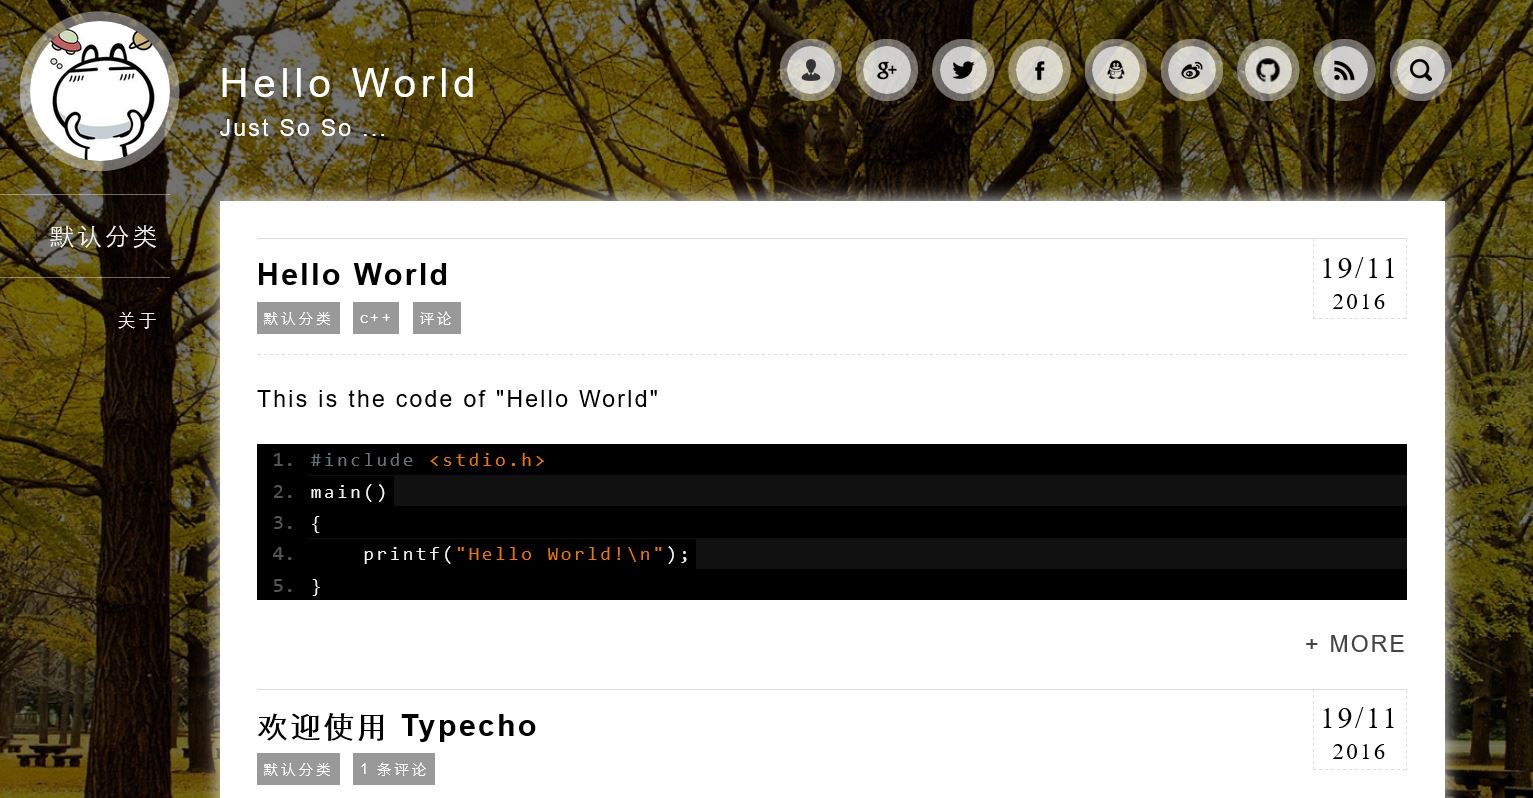 Hello World
Just So So ...
默认分类
关于
Hello World
19/11
2016
默认分类 c++ 评论
This is the code of "Hello World"
1. #include <stdio.h>
2. main()
3. {
4. printf("Hello World!\n");
5. }
+ MORE
欢迎使用 Typecho
19/11
2016
默认分类 1 条评论